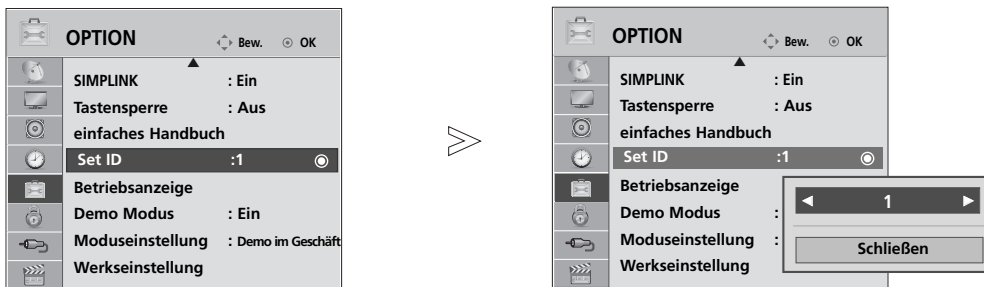 OPTION Bew. OK
SIMPLINK : Ein
Tastensperre : Aus
einfaches Handbuch
Set ID :1
Betriebsanzeige
Demo Modus : Ein
Moduseinstellung : Demo im Geschäft
Werkseinstellung
OPTION Bew. OK
SIMPLINK : Ein
Tastensperre : Aus
einfaches Handbuch
Set ID :1
Betriebsanzeige
Demo Modus :
Moduseinstellung :
Werkseinstellung
1
Schließen